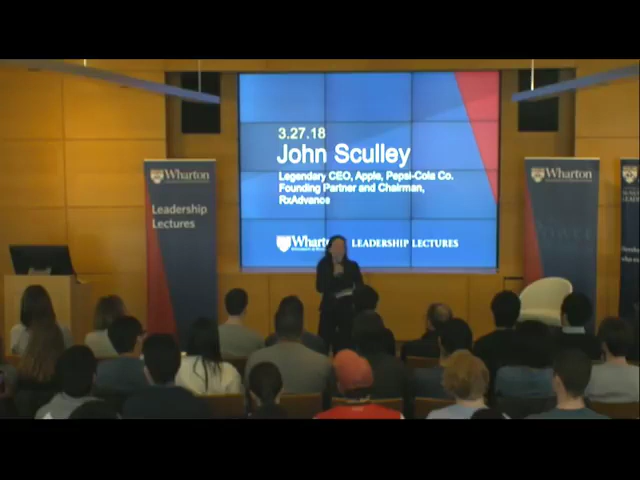 3.27.18
John Sculley
Legendary CEO, Apple, Pepsi-Cola Co.
Founding Partner and Chairman,
RxAdvance
Wharton LEADERSHIP LECTURES
Wharton
Leadership
Lectures
Wharton